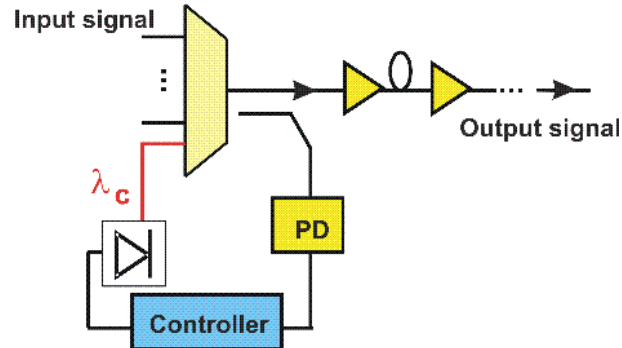 Input signal
Output signal
λc
PD
Controller